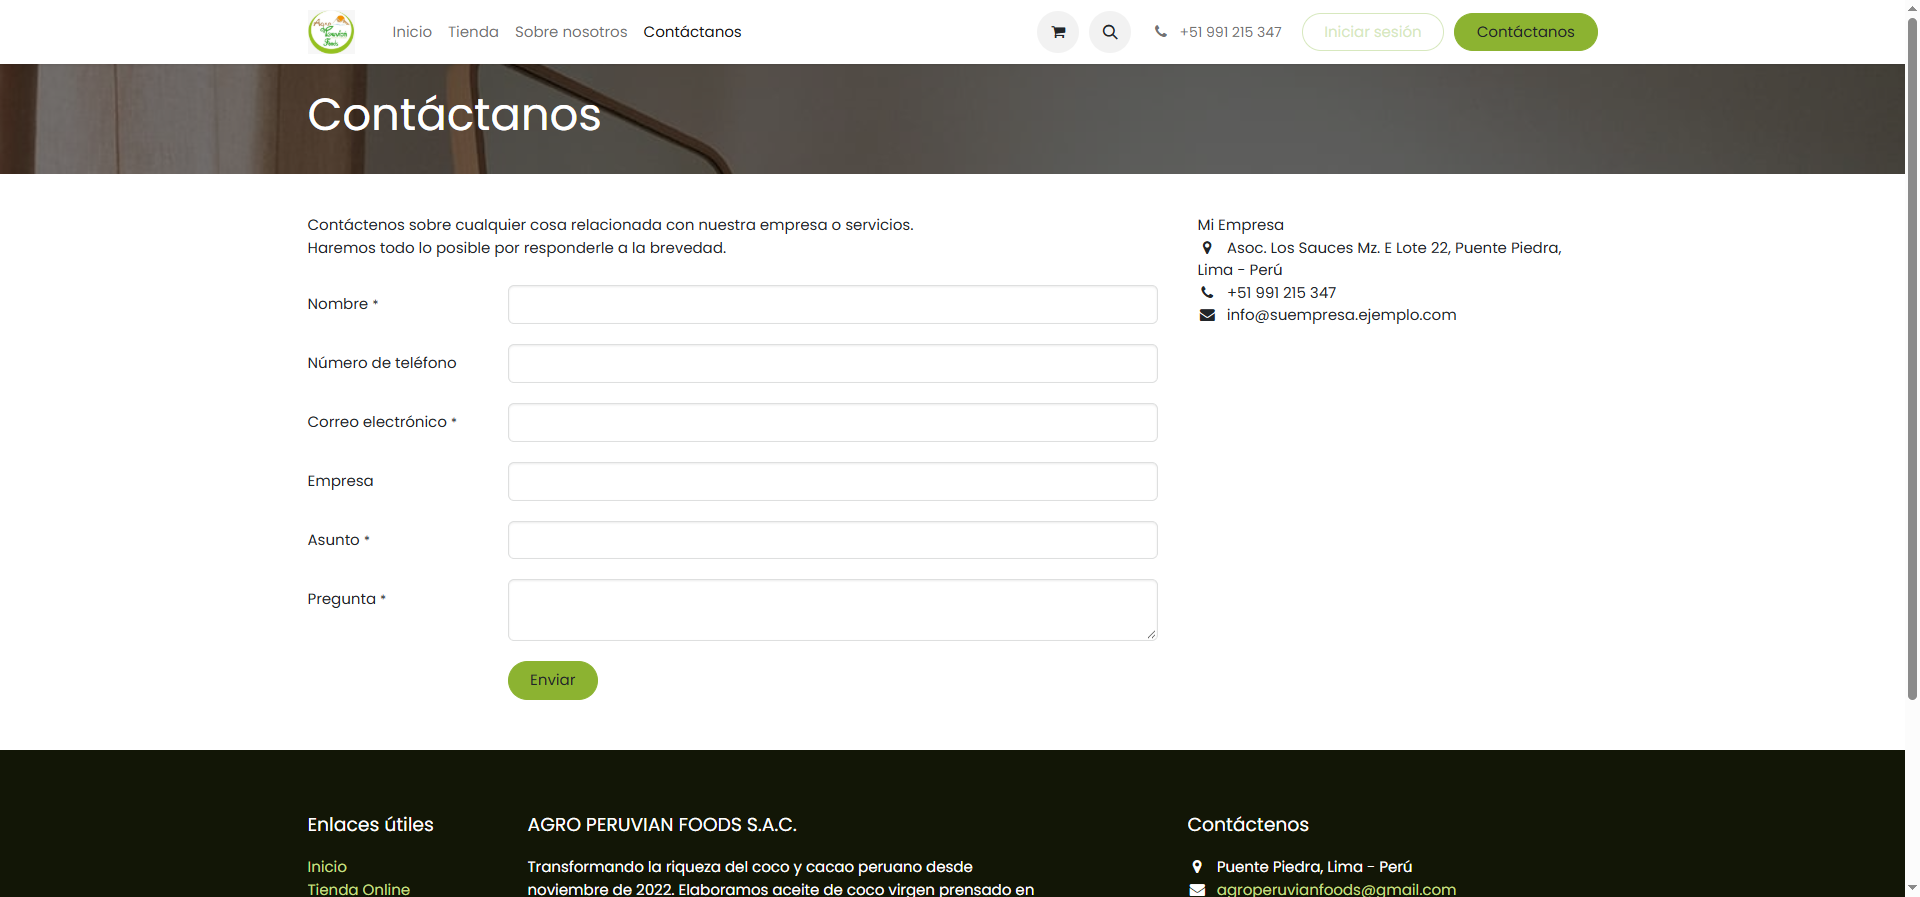 Agro
Peruvian
Foods
Inicio
Tienda
Sobre nosotros
Contáctanos
+51 991 215 347
Iniciar sesión
Contáctanos
Contáctanos
Contáctenos sobre cualquier cosa relacionada con nuestra empresa o servicios.
Haremos todo lo posible por responderle a la brevedad.
Nombre *
Número de teléfono
Correo electrónico *
Empresa
Asunto *
Pregunta *
Enviar
Mi Empresa
Asoc. Los Sauces Mz. E Lote 22, Puente Piedra,
Lima - Perú
+51 991 215 347
info@suempresa.ejemplo.com
Enlaces útiles
Inicio
Tienda Online
AGRO PERUVIAN FOODS S.A.C.
Transformando la riqueza del coco y cacao peruano desde
noviembre de 2022. Elaboramos aceite de coco virgen prensado en
Contáctenos
Puente Piedra, Lima - Perú
agroperuvianfoods@gmail.com